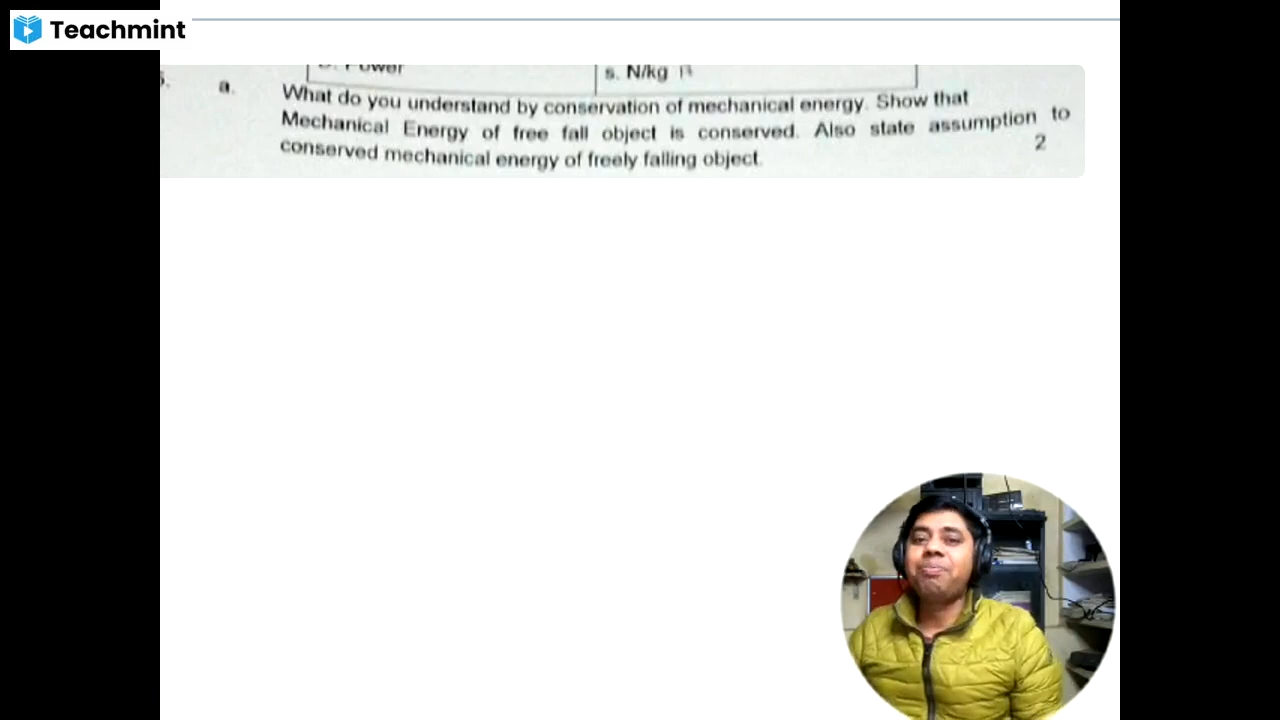 Teachmint
s. N/kg
a. What do you understand by conservation of mechanical energy. Show that
Mechanical Energy of free fall object is conserved. Also state assumption to
conserved mechanical energy of freely falling object.
2